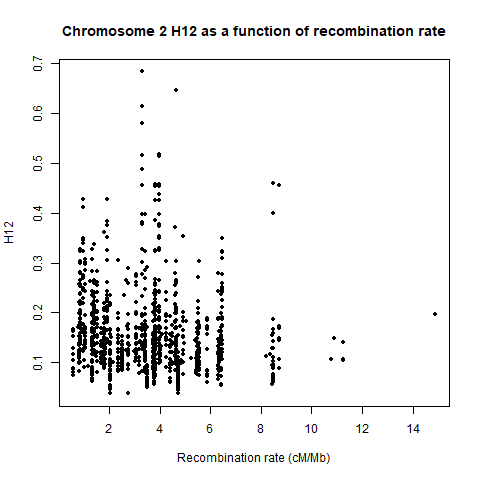 Chromosome 2 H12 as a function of recombination rate
0.7
0.6
0.5
0.4
0.3
0.2
0.1
H12
2 4 6 8 10 12 14
Recombination rate (cM/Mb)